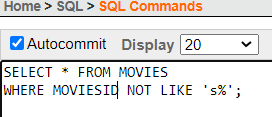 Home > SQL > SQL Commands
Autocommit Display 20
SELECT * FROM MOVIES
WHERE MOVIESID NOT LIKE 's%';